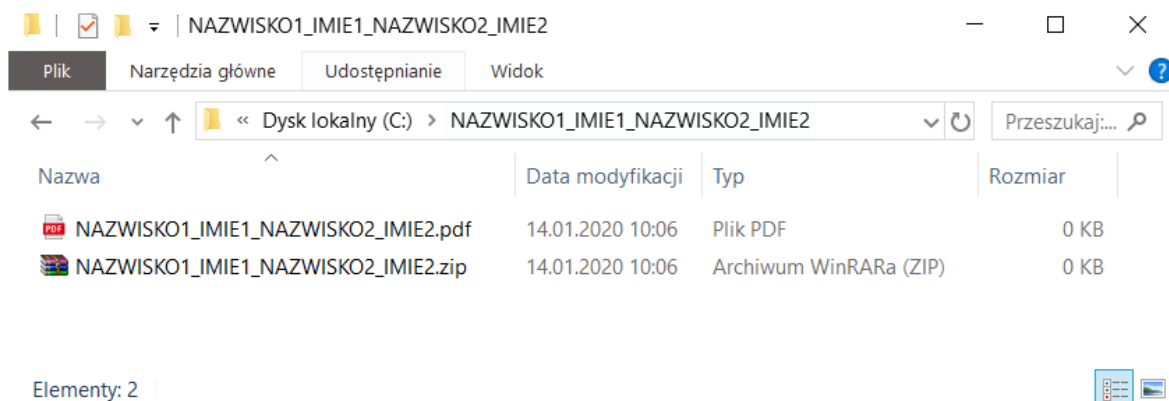 NAZWISKO1_IMIE1_NAZWISKO2_IMIE2
Plik Narzędzia główne Udostępnianie Widok ?
« Dysk lokalny (C:) > NAZWISKO1_IMIE1_NAZWISKO2_IMIE2 Przeszukaj:...
Nazwa Data modyfikacji Typ Rozmiar
PDF NAZWISKO1_IMIE1_NAZWISKO2_IMIE2.pdf 14.01.2020 10:06 Plik PDF 0 KB
NAZWISKO1_IMIE1_NAZWISKO2_IMIE2.zip 14.01.2020 10:06 Archiwum WinRARa (ZIP) 0 KB
Elementy: 2